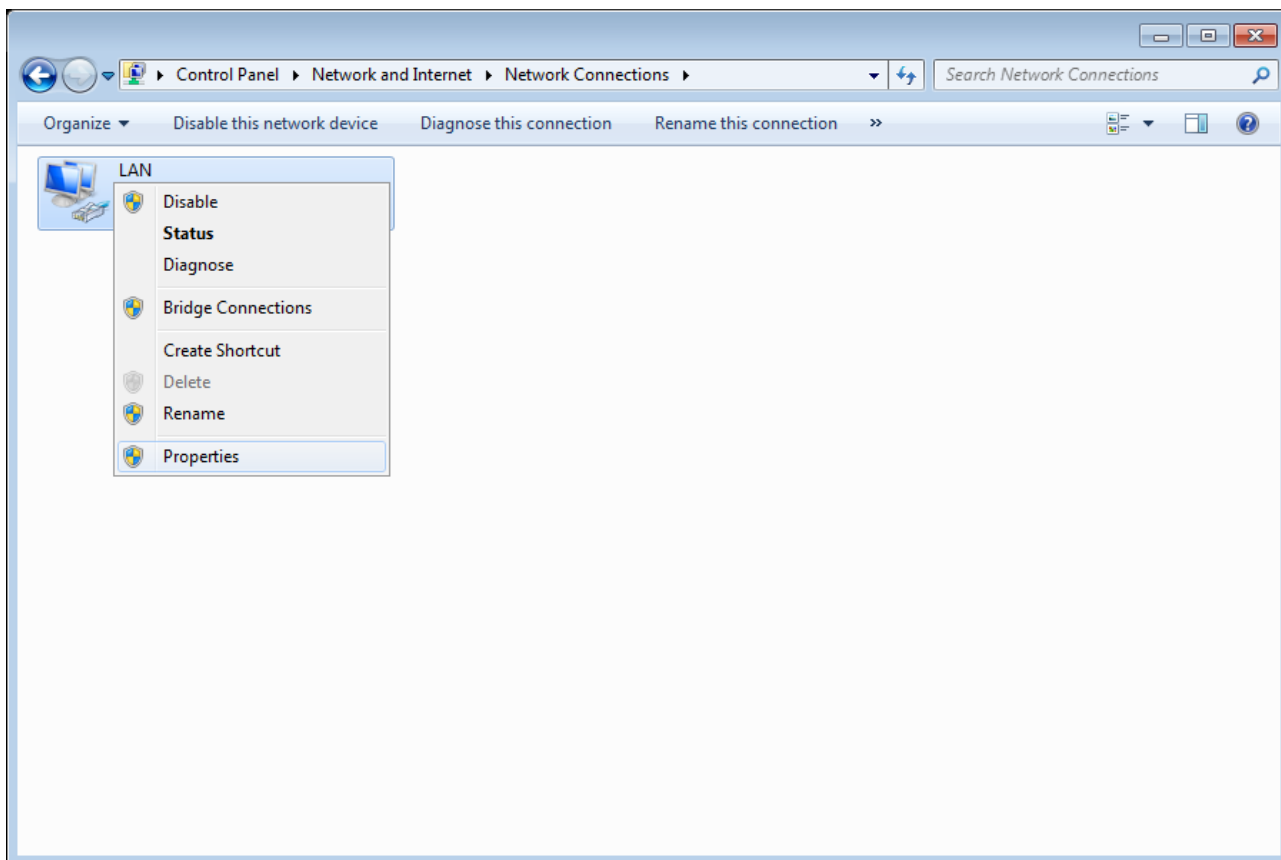 Control Panel Network and Internet Network Connections
Search Network Connections
Organize Disable this network device Diagnose this connection Rename this connection »
LAN
Disable
Status
Diagnose
Bridge Connections
Create Shortcut
Delete
Rename
Properties